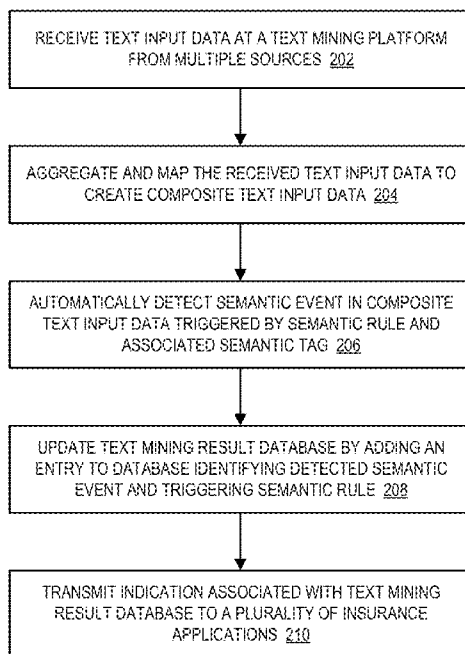 RECEIVE TEXT INPUT DATA AT A TEXT MINING PLATFORM
FROM MULTIPLE SOURCES 202
AGGREGATE AND MAP THE RECEIVED TEXT INPUT DATA TO
CREATE COMPOSITE TEXT INPUT DATA 204
AUTOMATICALLY DETECT SEMANTIC EVENT IN COMPOSITE
TEXT INPUT DATA TRIGGERED BY SEMANTIC RULE AND
ASSOCIATED SEMANTIC TAG 206
UPDATE TEXT MINING RESULT DATABASE BY ADDING AN
ENTRY TO DATABASE IDENTIFYING DETECTED SEMANTIC
EVENT AND TRIGGERING SEMANTIC RULE 208
TRANSMIT INDICATION ASSOCIATED WITH TEXT MINING
RESULT DATABASE TO A PLURALITY OF INSURANCE
APPLICATIONS 210